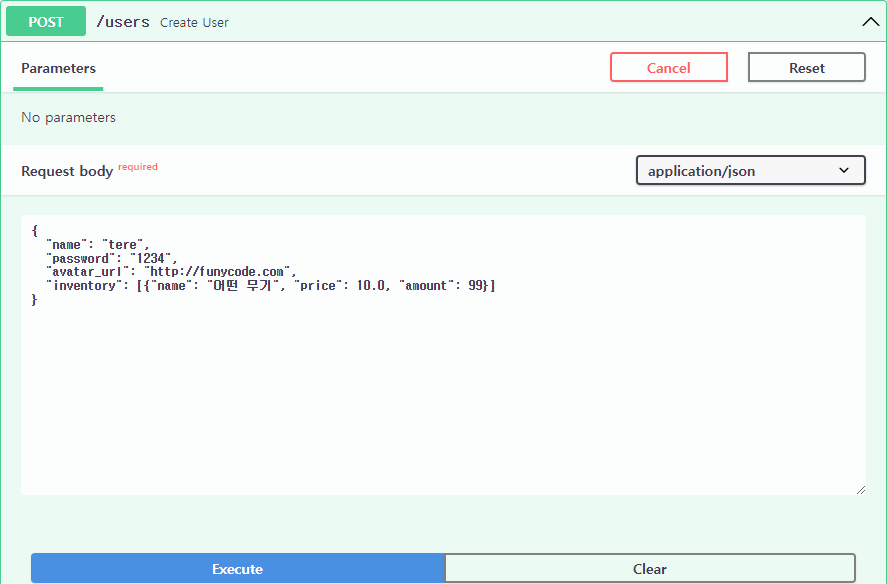 POST /users Create User
Parameters Cancel Reset
No parameters
Request body required application/json
{
"name": "tere",
"password": "1234",
"avatar_url": "http://funycode.com",
"inventory": [{"name": "어떤 무기", "price": 10.0, "amount": 99}]
}
Execute Clear